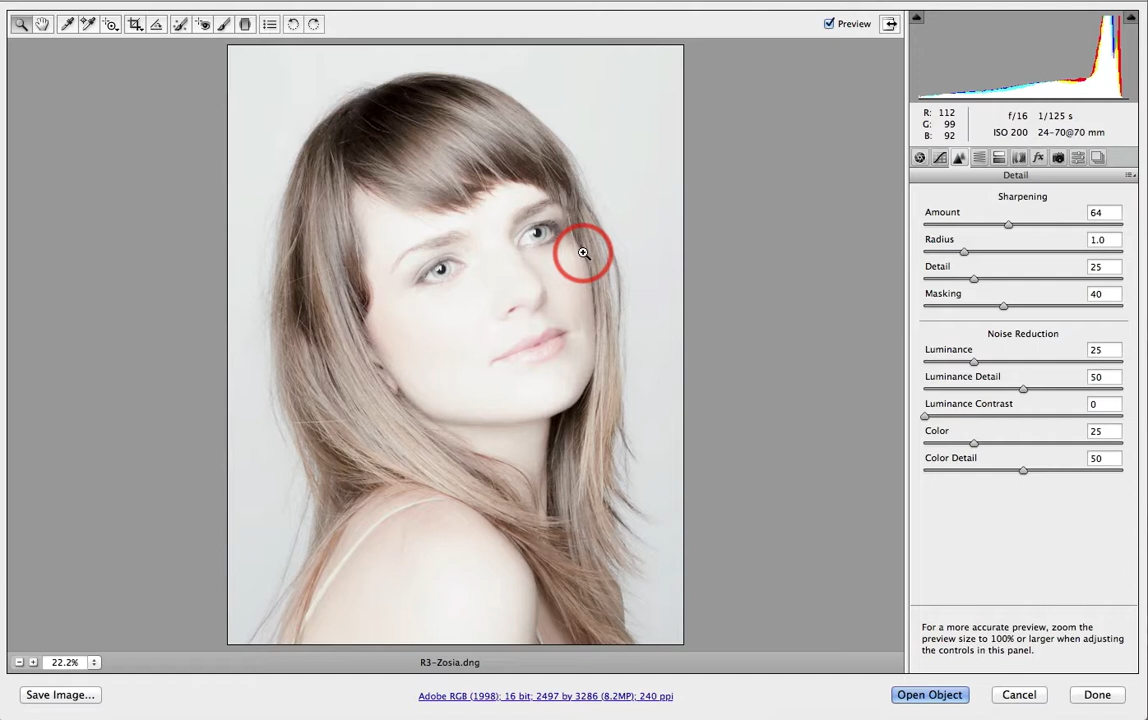 Preview
R: 112
G: 99
B: 92
f/16 1/125 s
ISO 200 24-70@70 mm
Detail
Sharpening
Amount 64
Radius 1.0
Detail 25
Masking 40
Noise Reduction
Luminance 25
Luminance Detail 50
Luminance Contrast 0
Color 25
Color Detail 50
For a more accurate preview, zoom the
preview size to 100% or larger when adjusting
the controls in this panel.
22.2%
R3-Zosia.dng
Save Image...
Adobe RGB (1998); 16 bit; 2497 by 3286 (8.2MP); 240 ppi
Open Object
Cancel
Done